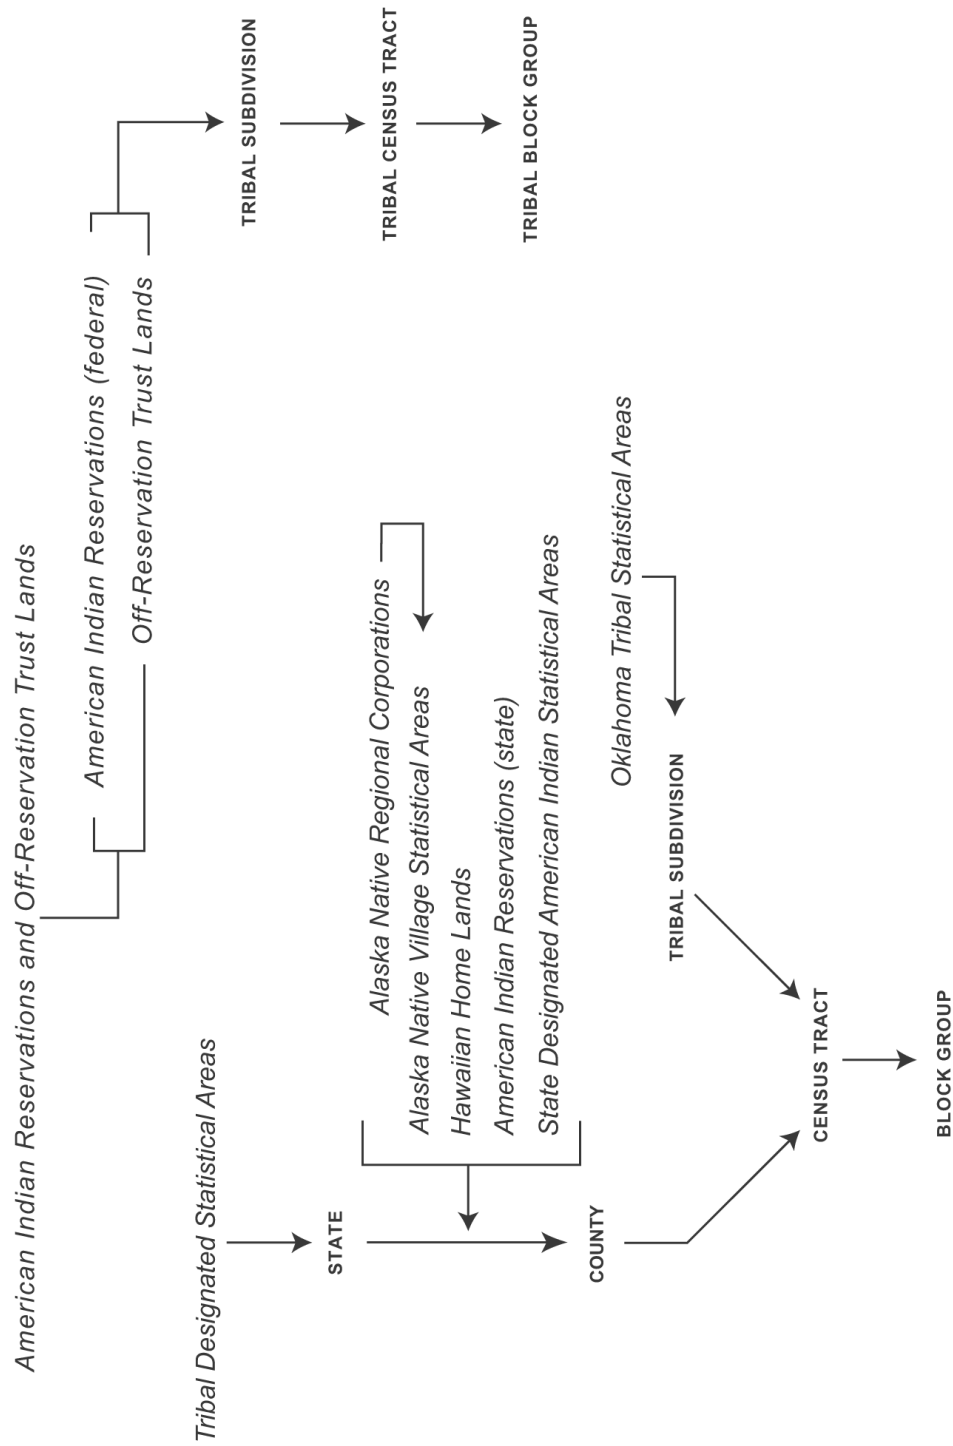 American Indian Reservations and Off-Reservation Trust Lands
American Indian Reservations (federal)
Off-Reservation Trust Lands
TRIBAL SUBDIVISION
TRIBAL CENSUS TRACT
TRIBAL BLOCK GROUP
Tribal Designated Statistical Areas
STATE
Alaska Native Regional Corporations
Alaska Native Village Statistical Areas
Hawaiian Home Lands
American Indian Reservations (state)
State Designated American Indian Statistical Areas
COUNTY
Oklahoma Tribal Statistical Areas
TRIBAL SUBDIVISION
CENSUS TRACT
BLOCK GROUP